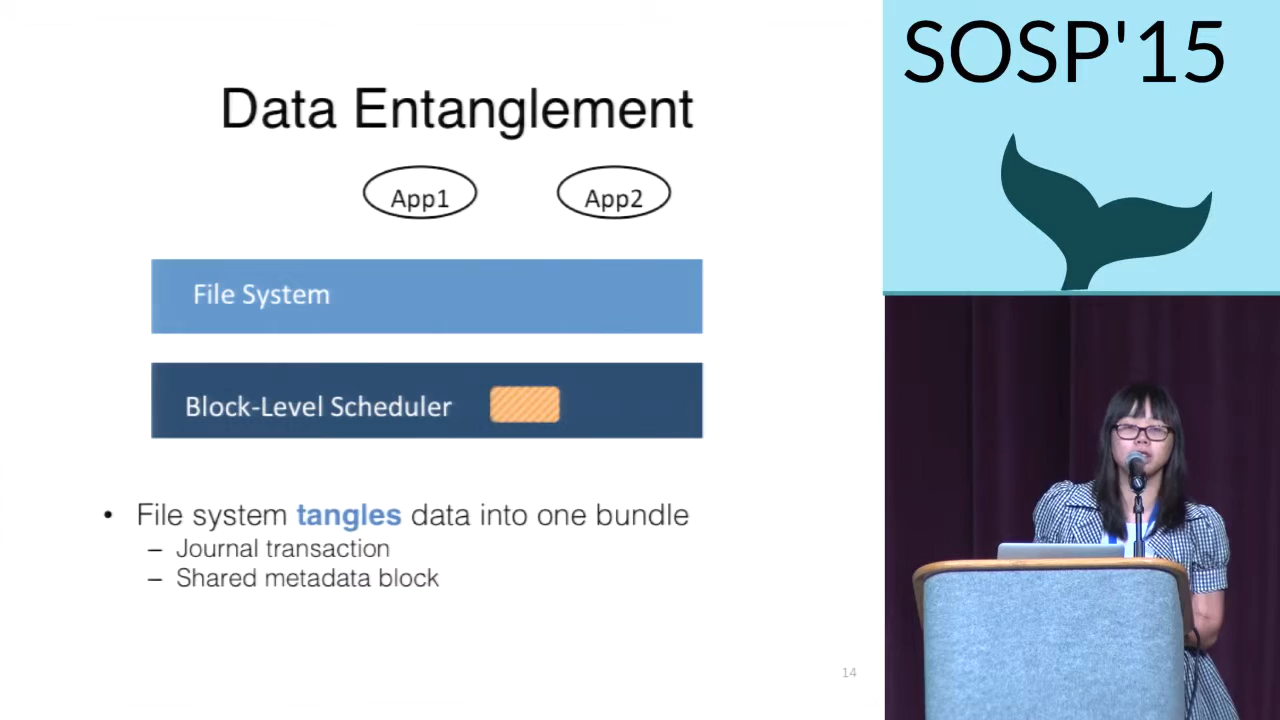 Data Entanglement
App1
App2
File System
Block-Level Scheduler
• File system tangles data into one bundle
– Journal transaction
– Shared metadata block
14
SOSP'15